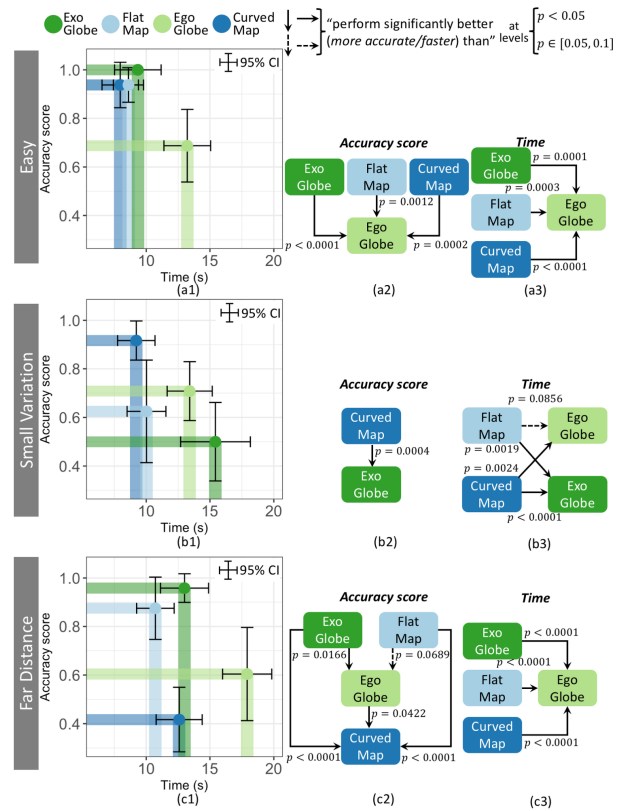 Exo Globe
Flat Map
Ego Globe
Curved Map
"perform significantly better
(more accurate/faster) than"
at levels
p < 0.05
p ∈ [0.05, 0.1]
Easy
Accuracy score
1.0
0.8
0.6
0.4
10
15
20
Time (s)
(a1)
95% CI
Accuracy score
Exo Globe
Flat Map
Curved Map
p = 0.0012
Ego Globe
p < 0.0001
p = 0.0002
(a2)
Time
Exo Globe
p = 0.0001
p = 0.0003
Flat Map
Ego Globe
Curved Map
p < 0.0001
(a3)
Small Variation
Accuracy score
1.0
0.8
0.6
0.4
10
15
20
Time (s)
(b1)
95% CI
Accuracy score
Curved Map
p = 0.0004
Exo Globe
(b2)
Time
p = 0.0856
Flat Map
Ego Globe
p = 0.0019
p = 0.0024
Curved Map
Exo Globe
p < 0.0001
(b3)
Far Distance
Accuracy score
1.0
0.8
0.6
0.4
10
15
20
Time (s)
(c1)
95% CI
Accuracy score
Exo Globe
Flat Map
p = 0.0166
p = 0.0689
Ego Globe
p = 0.0422
Curved Map
p < 0.0001
p < 0.0001
(c2)
Time
Exo Globe
p < 0.0001
p < 0.0001
Flat Map
Ego Globe
Curved Map
p < 0.0001
(c3)